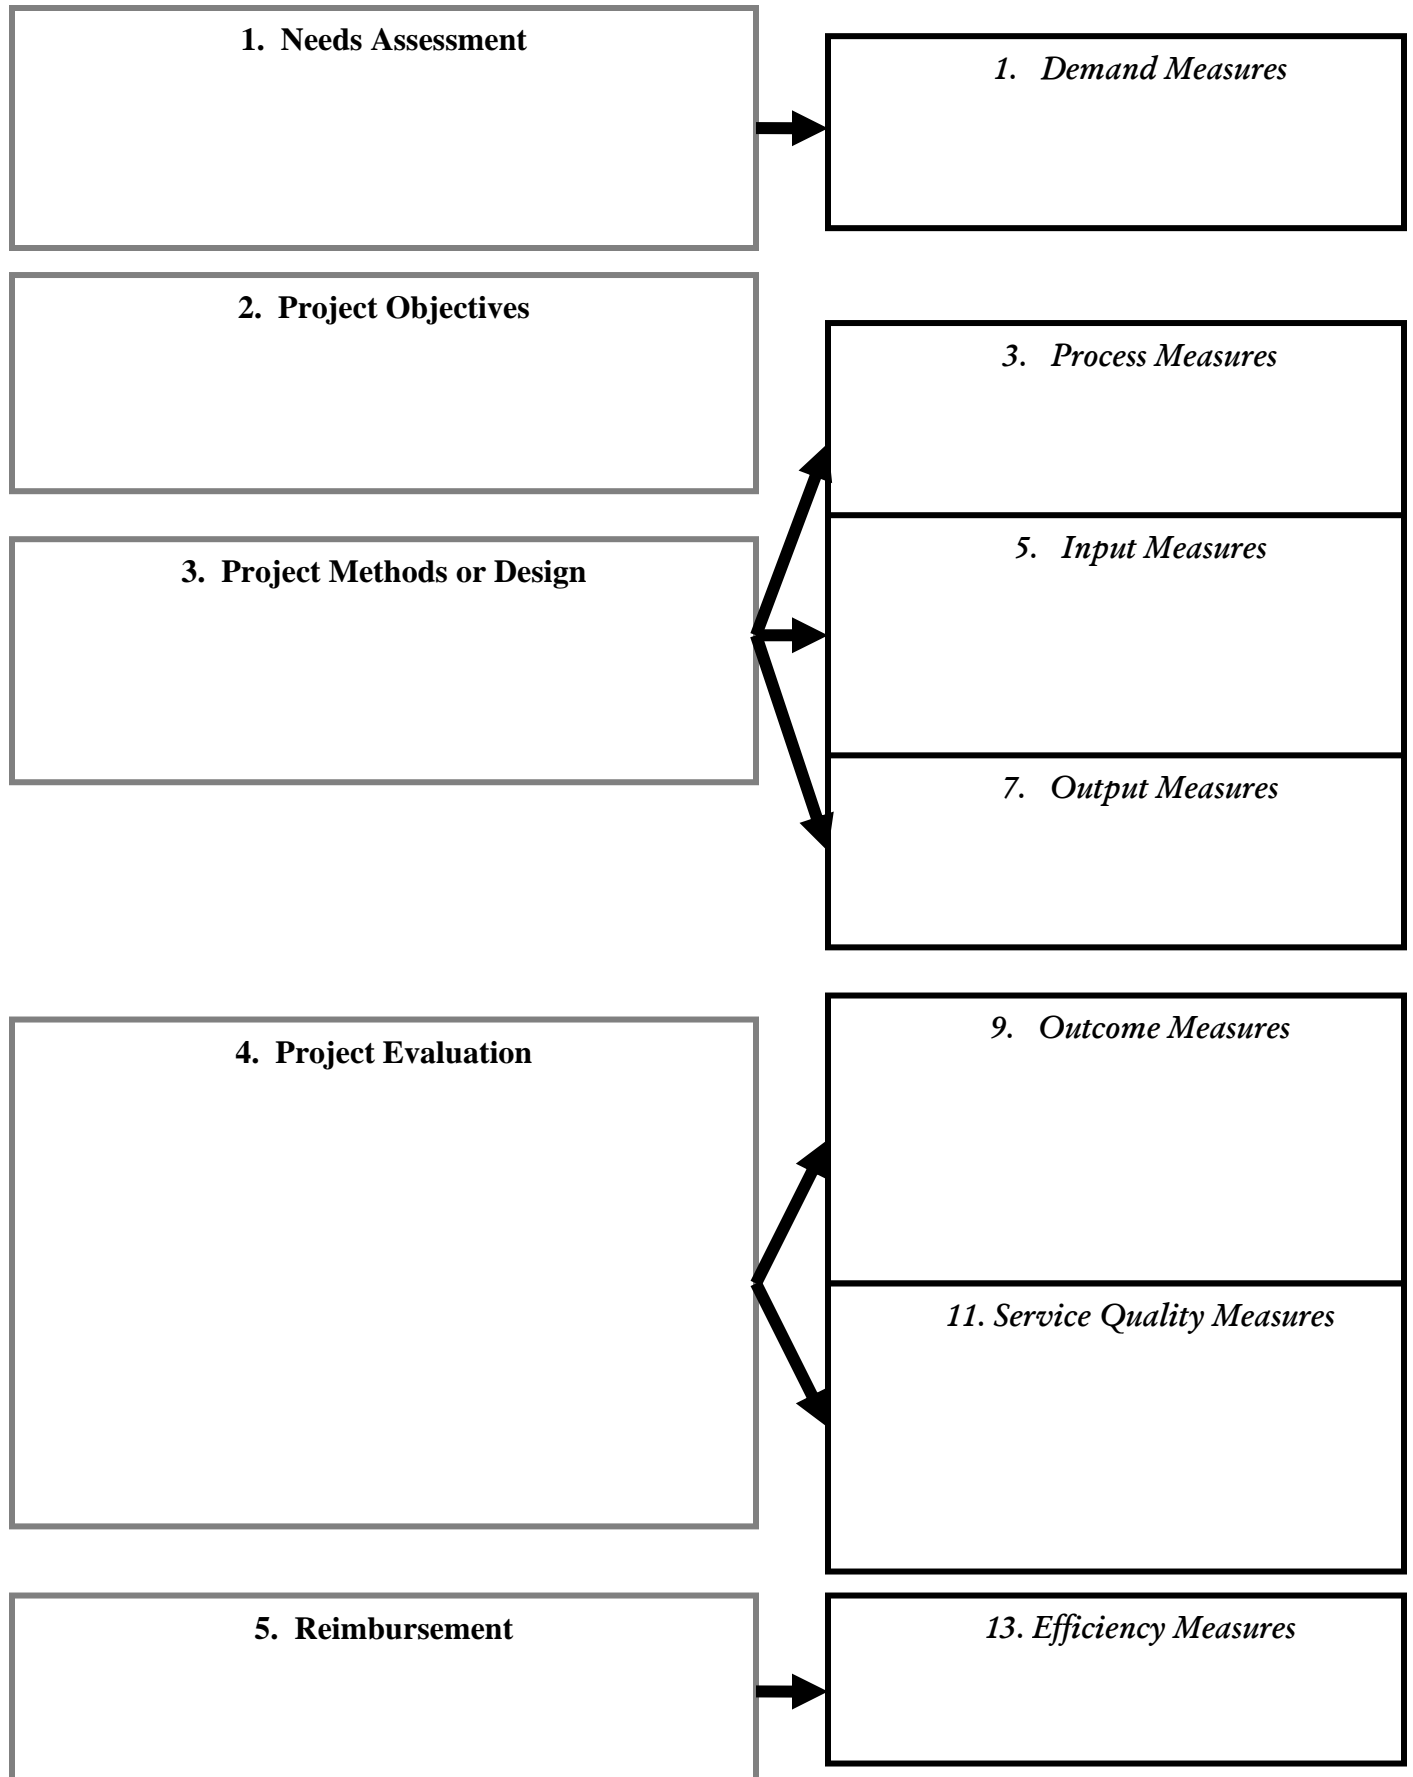 1. Needs Assessment
1. Demand Measures
2. Project Objectives
3. Process Measures
3. Project Methods or Design
5. Input Measures
7. Output Measures
4. Project Evaluation
9. Outcome Measures
11. Service Quality Measures
5. Reimbursement
13. Efficiency Measures